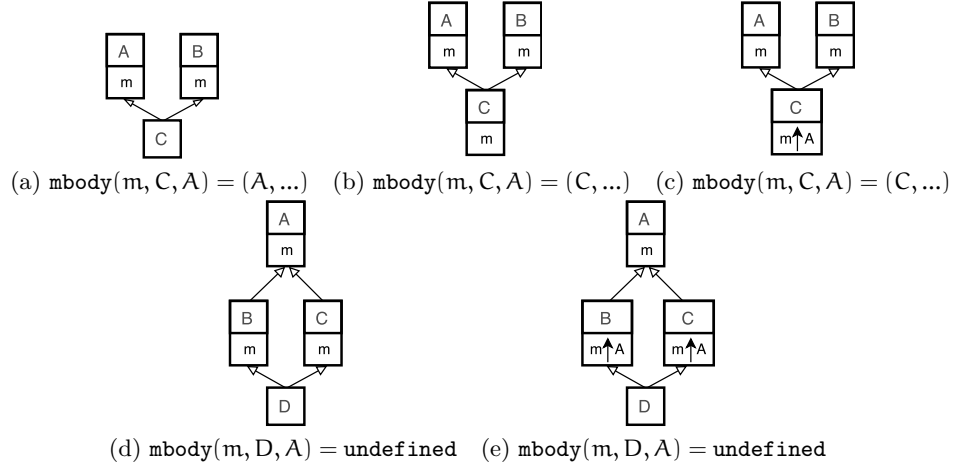 A B
m m
C
A B
m m
C
m
A B
m m
C
m↑A
(a) mbody(m, C, A) = (A, ...) (b) mbody(m, C, A) = (C, ...) (c) mbody(m, C, A) = (C, ...)
A
m
B C
m m
D
A
m
B C
m↑A m↑A
D
(d) mbody(m, D, A) = undefined (e) mbody(m, D, A) = undefined